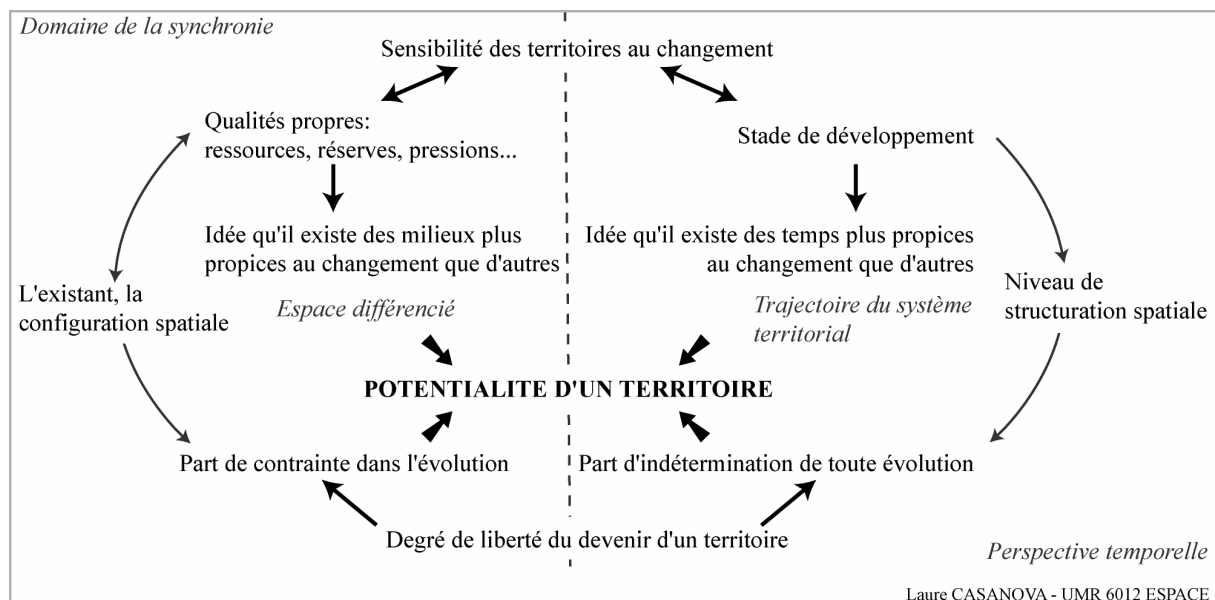 Domaine de la synchronie
Sensibilité des territoires au changement
Qualités propres:
ressources, réserves, pressions...
Stade de développement
Idée qu'il existe des milieux plus
propices au changement que d'autres
Idée qu'il existe des temps plus propices
au changement que d'autres
L'existant, la
configuration spatiale
Espace différencié
Trajectoire du système
territorial
Niveau de
structuration spatiale
POTENTIALITE D'UN TERRITOIRE
Part de contrainte dans l'évolution
Part d'indétermination de toute évolution
Degré de liberté du devenir d'un territoire
Perspective temporelle
Laure CASANOVA - UMR 6012 ESPACE